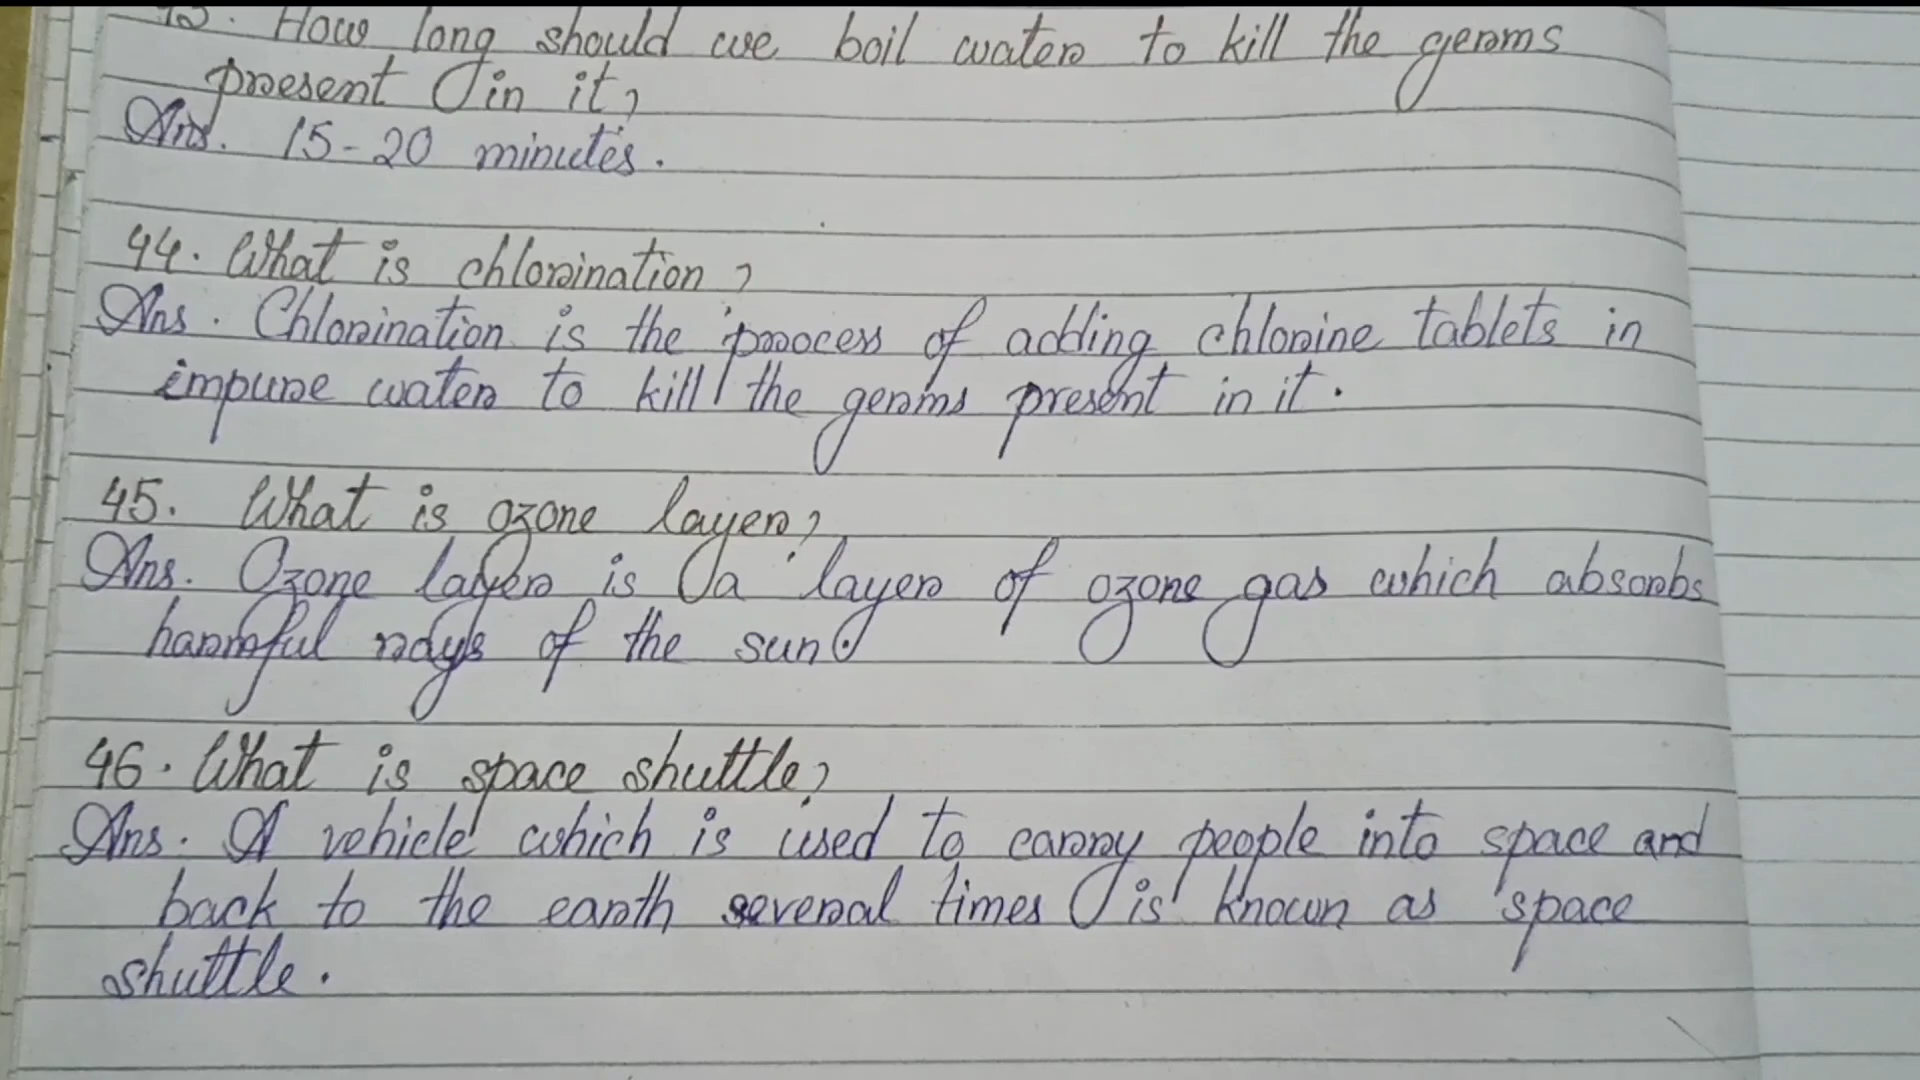 43. How long should we boil water to kill the germs
present in it?
Ans. 15-20 minutes.
44. What is chlorination?
Ans. Chlorination is the process of adding chlorine tablets in
impure water to kill the germs present in it.
45. What is ozone layer?
Ans. Ozone layer is a layer of ozone gas which absorbs
harmful rays of the sun.
46. What is space shuttle?
Ans. A vehicle which is used to carry people into space and
back to the earth several times is known as space
shuttle.